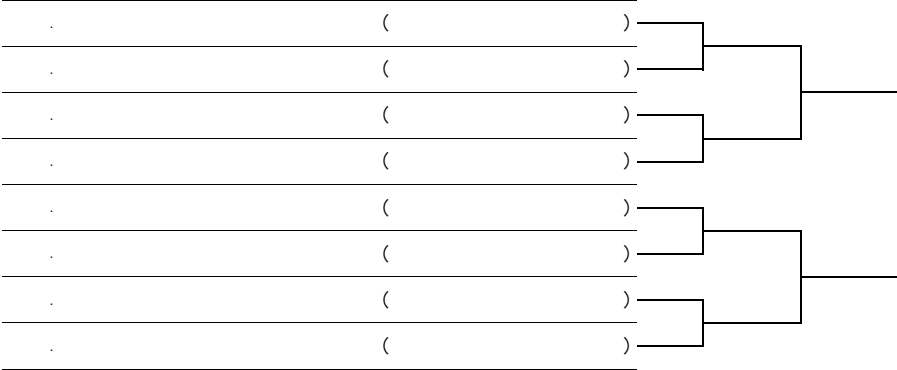 . ( )
. ( )
. ( )
. ( )
. ( )
. ( )
. ( )
. ( )